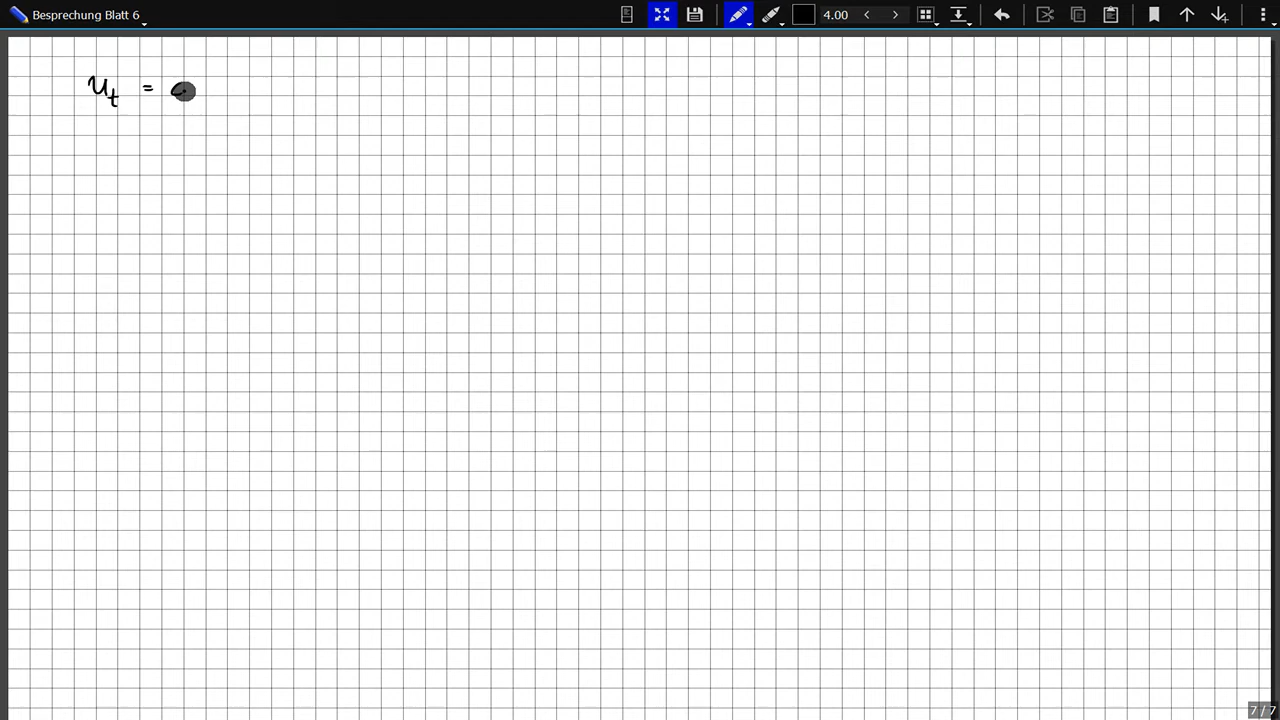 Besprechung Blatt 6
4.00
u_t =
7 / 7